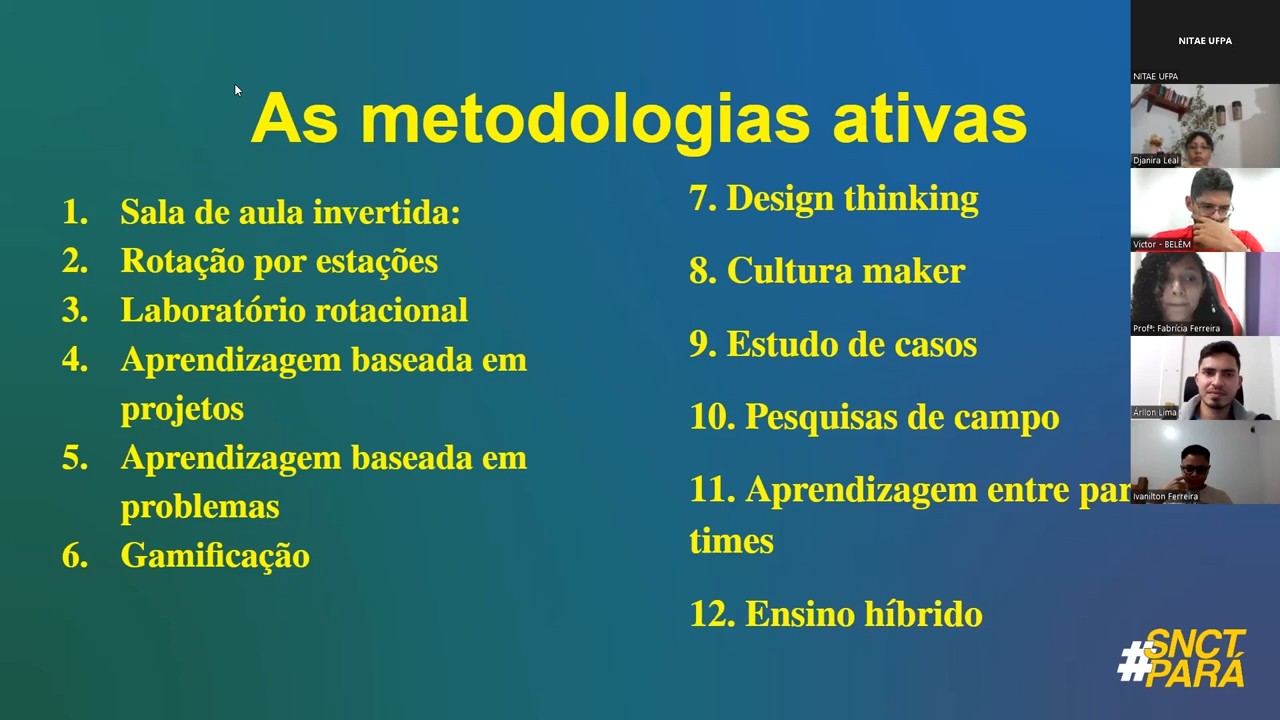 As metodologias ativas
1. Sala de aula invertida:
2. Rotação por estações
3. Laboratório rotacional
4. Aprendizagem baseada em
projetos
5. Aprendizagem baseada em
problemas
6. Gamificação
7. Design thinking
8. Cultura maker
9. Estudo de casos
10. Pesquisas de campo
11. Aprendizagem entre par
times
12. Ensino híbrido
#SNCT
PARÁ
NITAE UFPA
NITAE UFPA
Djanira Leal
Victor - BELÉM
Profª: Fabrícia Ferreira
Árllon Lima
Ivanilton Ferreira